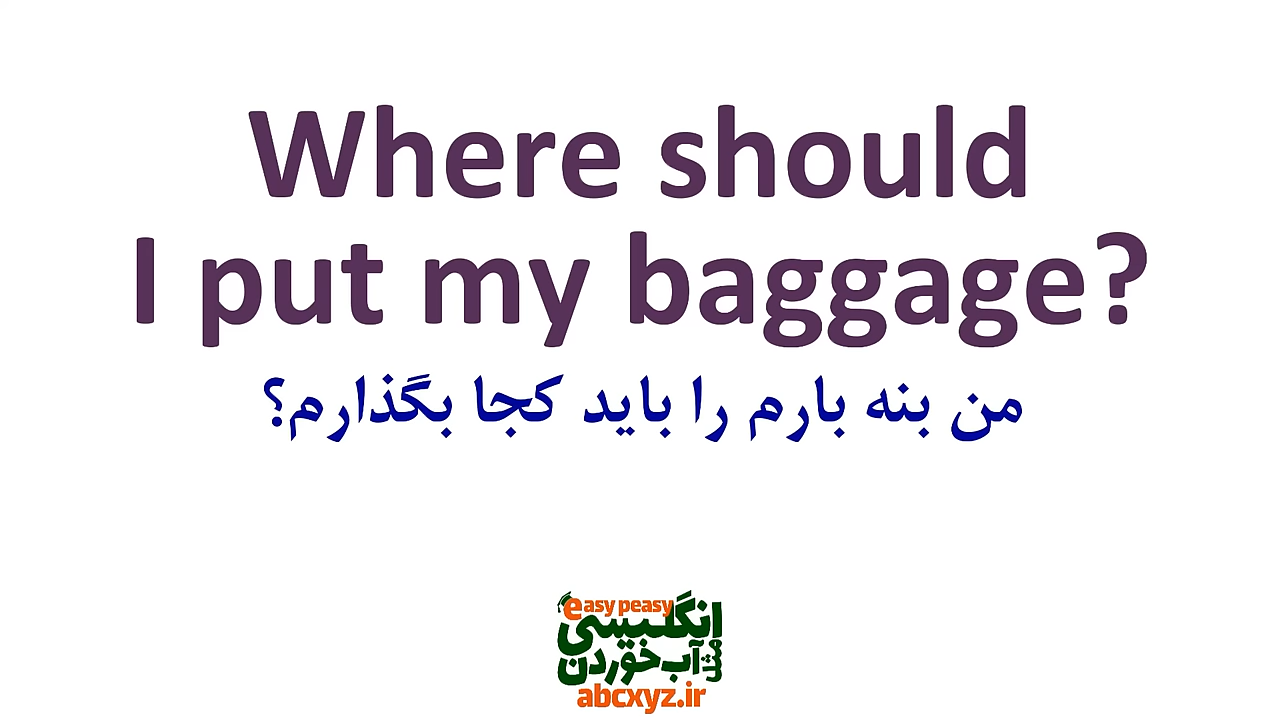 Where should
I put my baggage?
من بنه بارم را باید کجا بگذارم؟
easy peasy
انگلیسی
مثل آب خوردن
abcxyz.ir